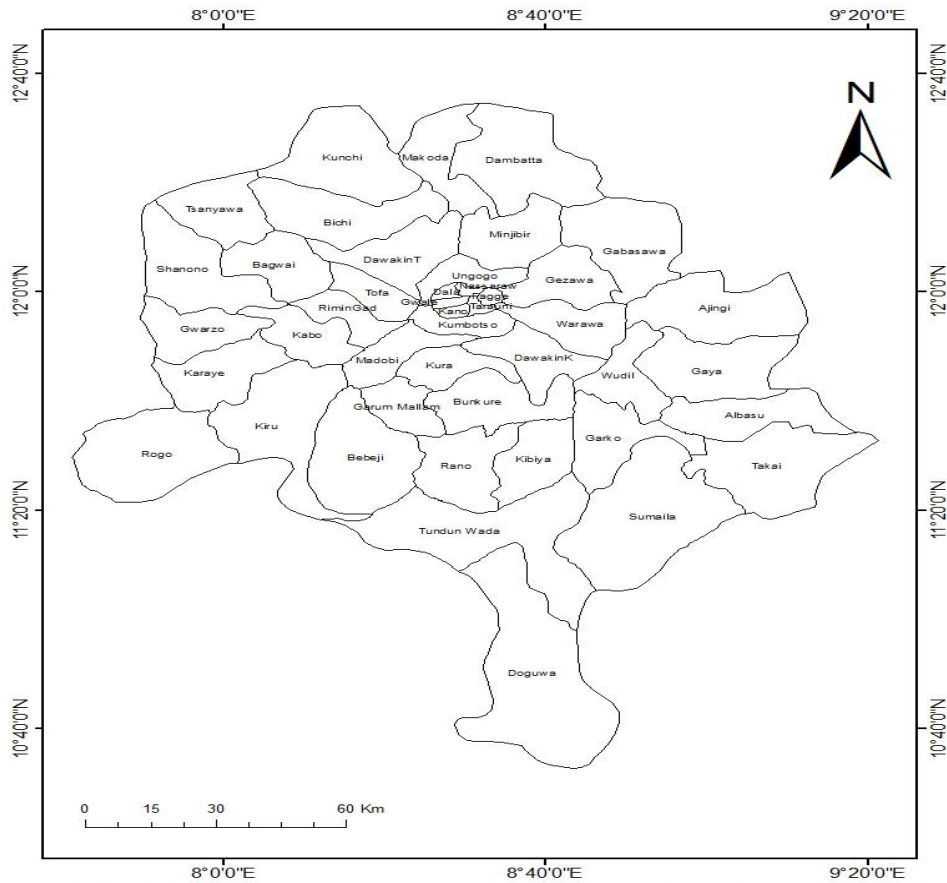 8°0'0"E
8°40'0"E
9°20'0"E
12°40'0"N
12°40'0"N
N
Kunchi
Makoda
Dambatta
Tsanyawa
Bichi
Minjibir
Gabasawa
DawakinT
Shanono
Bagwai
Ungogo
Gezawa
Nassaraw
Dala
Tofa
Fagge
12°0'0"N
12°0'0"N
Gwale
RiminGad
Tarauni
Ajingi
Kano
Kumbotso
Warawa
Gwarzo
Kabo
DawakinK
Madobi
Kura
Karaye
Wudil
Gaya
Bunkure
Garum Mallam
Albasu
Kiru
Garko
Rogo
Bebeji
Rano
Kibiya
Takai
11°20'0"N
11°20'0"N
Sumaila
Tundun Wada
Doguwa
10°40'0"N
10°40'0"N
0 15 30 60 Km
8°0'0"E
8°40'0"E
9°20'0"E